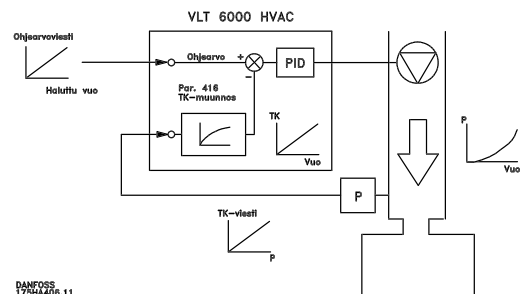 VLT 6000 HVAC
Ohjearvoviesti
Haluttu vuo
Ohjearvo
+
−
PID
Par. 416
TK-muunnos
TK
Vuo
P
Vuo
P
TK-viesti
P
DANFOSS
175HA406.11